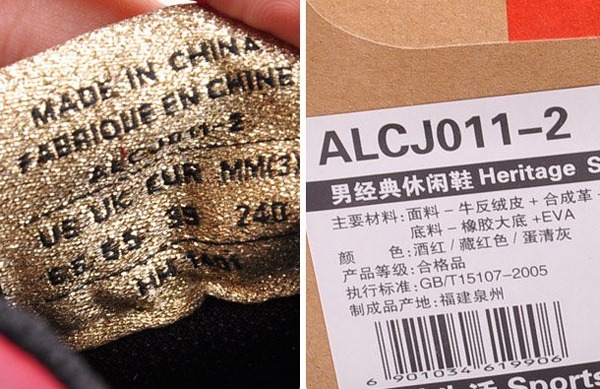 MADE IN CHINA
FABRIQUE EN CHINE
ALCJ011-2
US UK EUR MM(3)
6.5 5.5 39 240
ALCJ011-2
男经典休闲鞋 Heritage S
主要材料:面料-牛反绒皮+合成革
底料-橡胶大底+EVA
颜 色:酒红/藏红色/蛋清灰
产品等级:合格品
执行标准:GB/T15107-2005
制成品产地:福建泉州
6 901034 619906
活 Sports